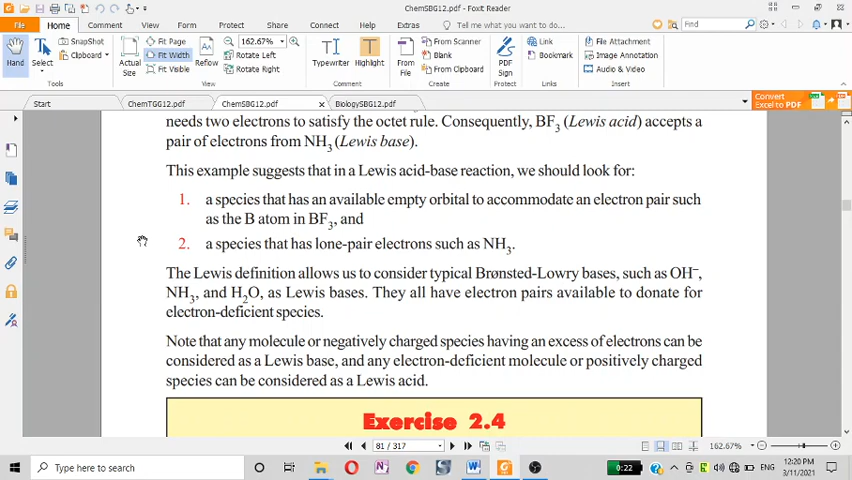 ChemSBG12.pdf - Foxit Reader
File Home Comment View Form Protect Share Connect Help Extras Tell me what you want to do... Find
Hand
Select
SnapShot
Clipboard
Actual Size
Fit Page
Fit Width
Fit Visible
Reflow
162.67%
Rotate Left
Rotate Right
Typewriter
Highlight
From File
From Scanner
Blank
From Clipboard
PDF Sign
Link
Bookmark
File Attachment
Image Annotation
Audio & Video
Tools View Comment Create Protect Links Insert
Start ChemTGG12.pdf ChemSBG12.pdf BiologySBG12.pdf
Convert Excel to PDF
needs two electrons to satisfy the octet rule. Consequently, BF3 (Lewis acid) accepts a
pair of electrons from NH3 (Lewis base).
This example suggests that in a Lewis acid-base reaction, we should look for:
1. a species that has an available empty orbital to accommodate an electron pair such
as the B atom in BF3, and
2. a species that has lone-pair electrons such as NH3.
The Lewis definition allows us to consider typical Brønsted-Lowry bases, such as OH–,
NH3, and H2O, as Lewis bases. They all have electron pairs available to donate for
electron-deficient species.
Note that any molecule or negatively charged species having an excess of electrons can be
considered as a Lewis base, and any electron-deficient molecule or positively charged
species can be considered as a Lewis acid.
Exercise 2.4
81 / 317 162.67%
Type here to search 0:22 ENG 12:20 PM
3/11/2021